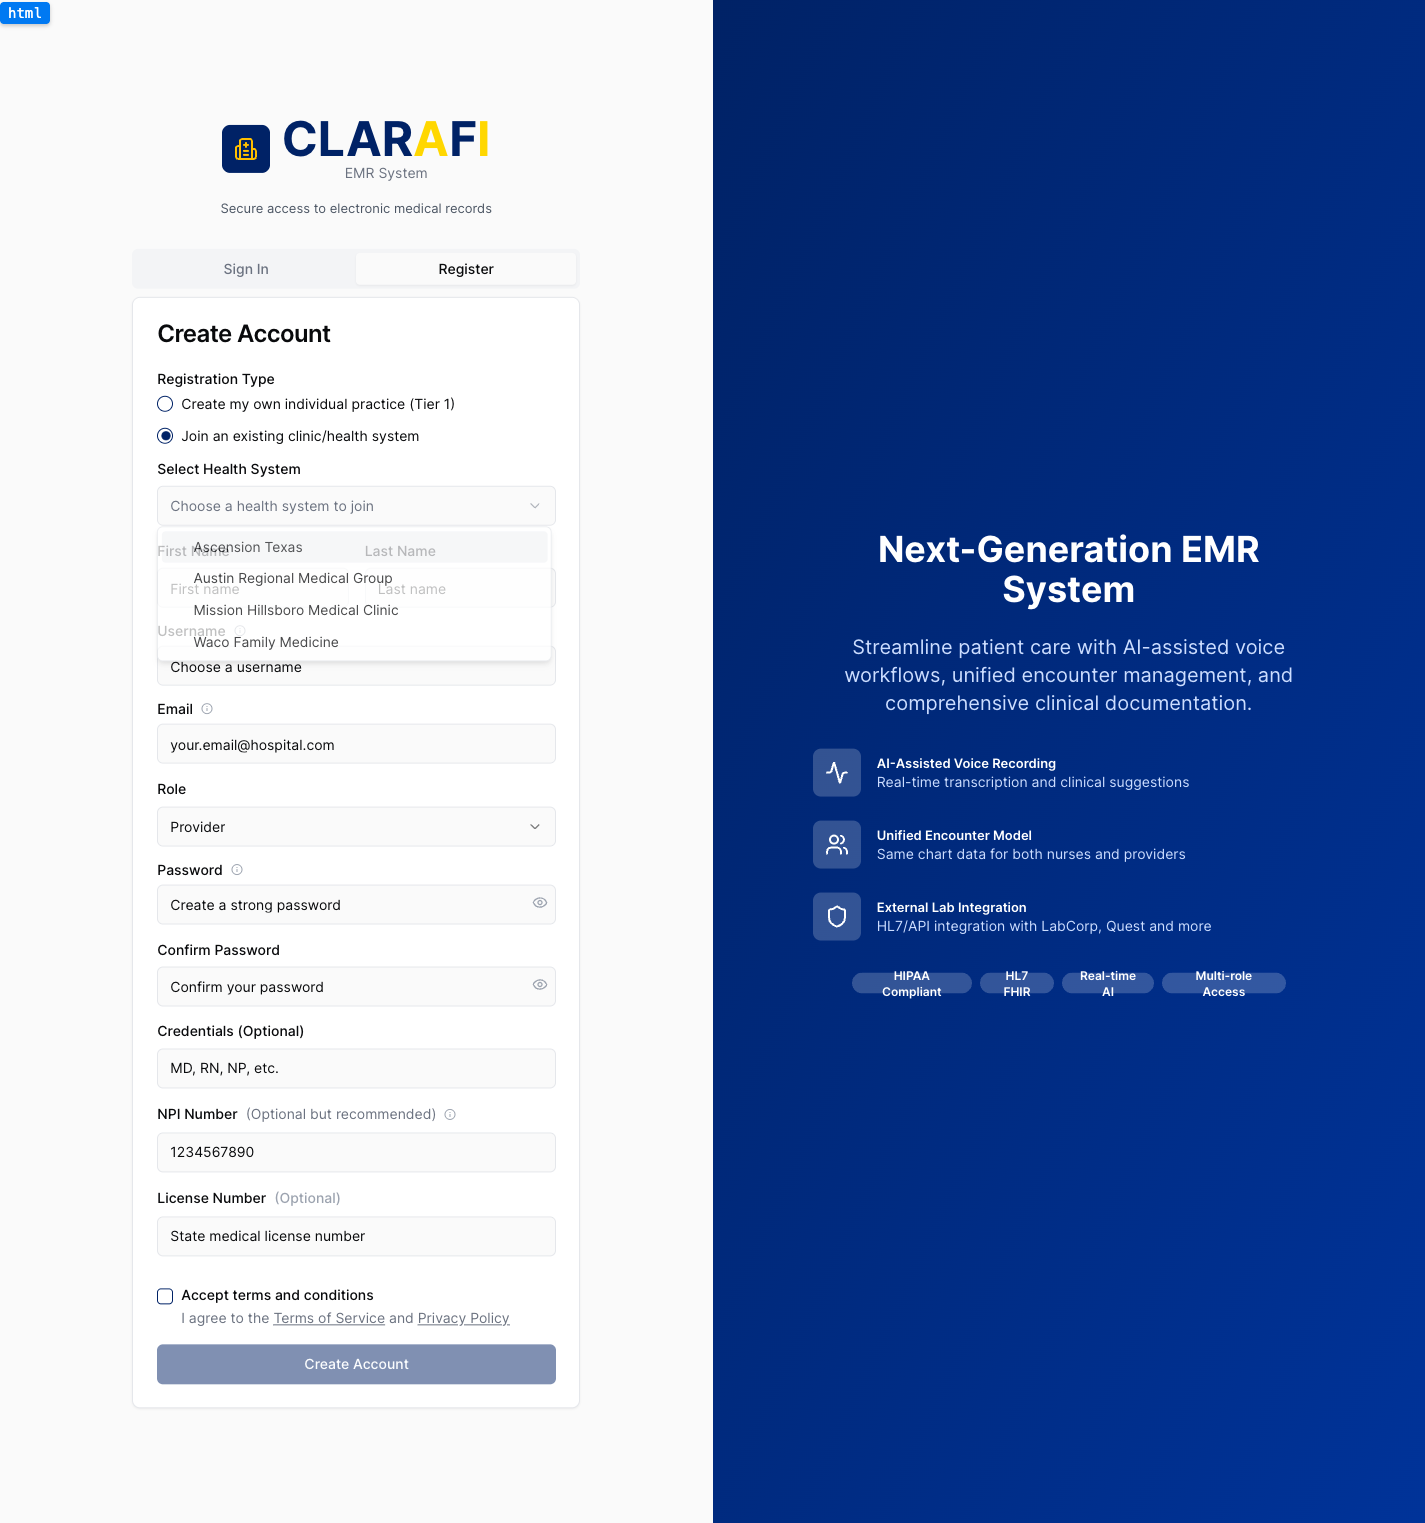 html
CLARAFI
EMR System
Secure access to electronic medical records
Sign In
Register
Create Account
Registration Type
Create my own individual practice (Tier 1)
Join an existing clinic/health system
Select Health System
Choose a health system to join
First Name
Last Name
Ascension Texas
Austin Regional Medical Group
First name
Last name
Mission Hillsboro Medical Clinic
Username
Waco Family Medicine
Choose a username
Email
your.email@hospital.com
Role
Provider
Password
Create a strong password
Confirm Password
Confirm your password
Credentials (Optional)
MD, RN, NP, etc.
NPI Number (Optional but recommended)
1234567890
License Number (Optional)
State medical license number
Accept terms and conditions
I agree to the Terms of Service and Privacy Policy
Create Account
Next-Generation EMR
System
Streamline patient care with AI-assisted voice
workflows, unified encounter management, and
comprehensive clinical documentation.
AI-Assisted Voice Recording
Real-time transcription and clinical suggestions
Unified Encounter Model
Same chart data for both nurses and providers
External Lab Integration
HL7/API integration with LabCorp, Quest and more
HIPAA
Compliant
HL7
FHIR
Real-time
AI
Multi-role
Access